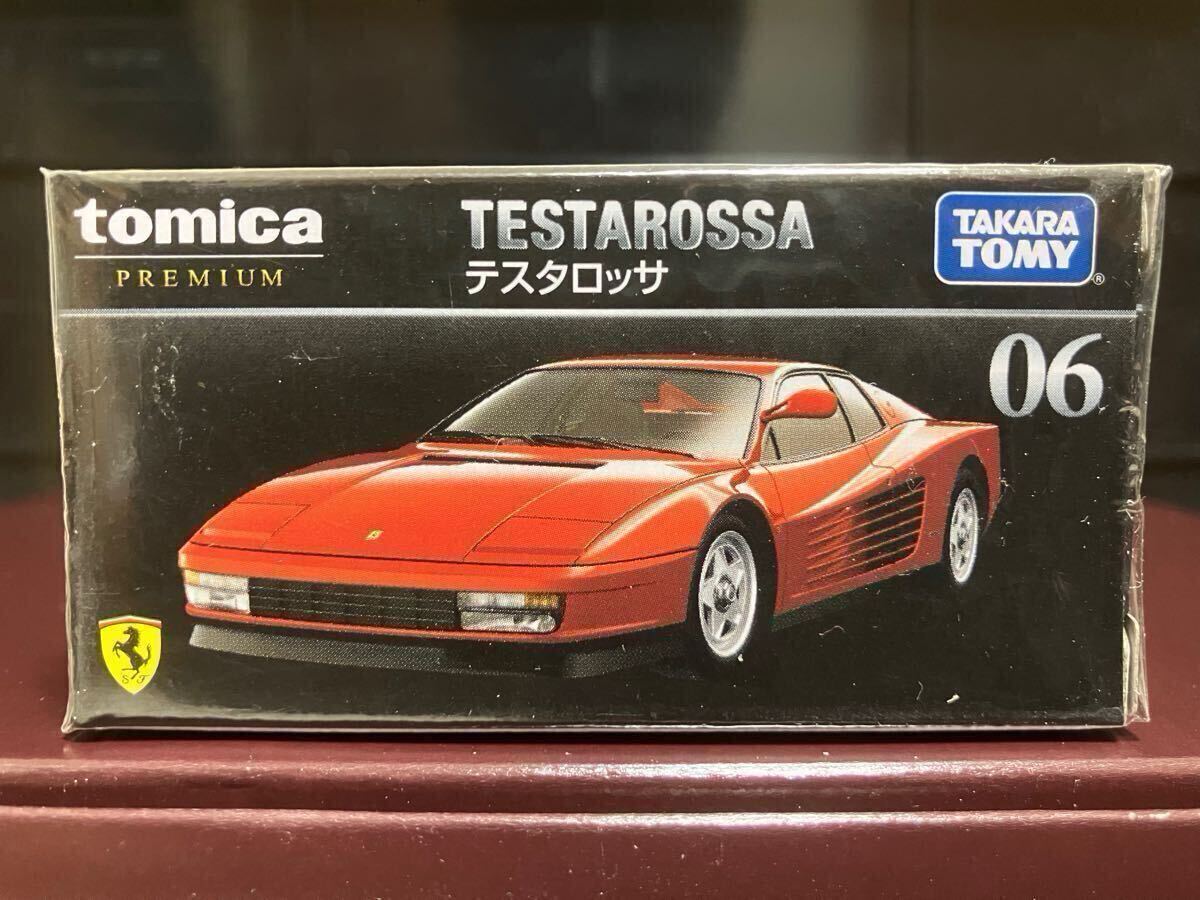 tomica
PREMIUM
TESTAROSSA
テスタロッサ
TAKARA
TOMY
®
06
S F